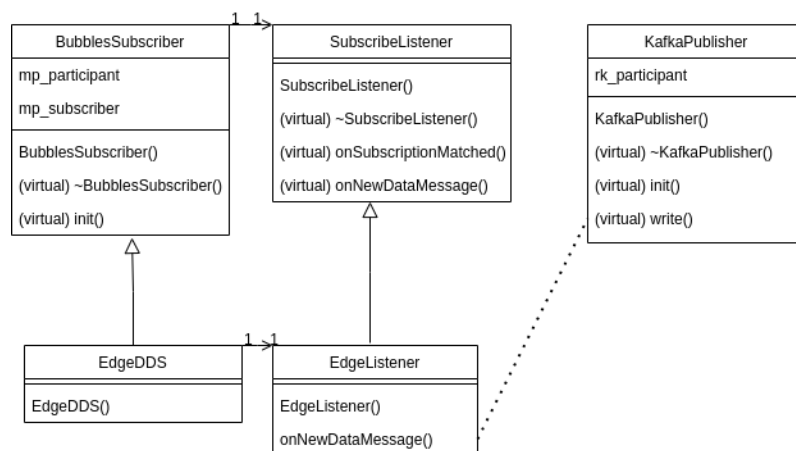 BubblesSubscriber
mp_participant
mp_subscriber
BubblesSubscriber()
(virtual) ~BubblesSubscriber()
(virtual) init()
1 1
SubscribeListener
SubscribeListener()
(virtual) ~SubscribeListener()
(virtual) onSubscriptionMatched()
(virtual) onNewDataMessage()
KafkaPublisher
rk_participant
KafkaPublisher()
(virtual) ~KafkaPublisher()
(virtual) init()
(virtual) write()
EdgeDDS
EdgeDDS()
1 1
EdgeListener
EdgeListener()
onNewDataMessage()